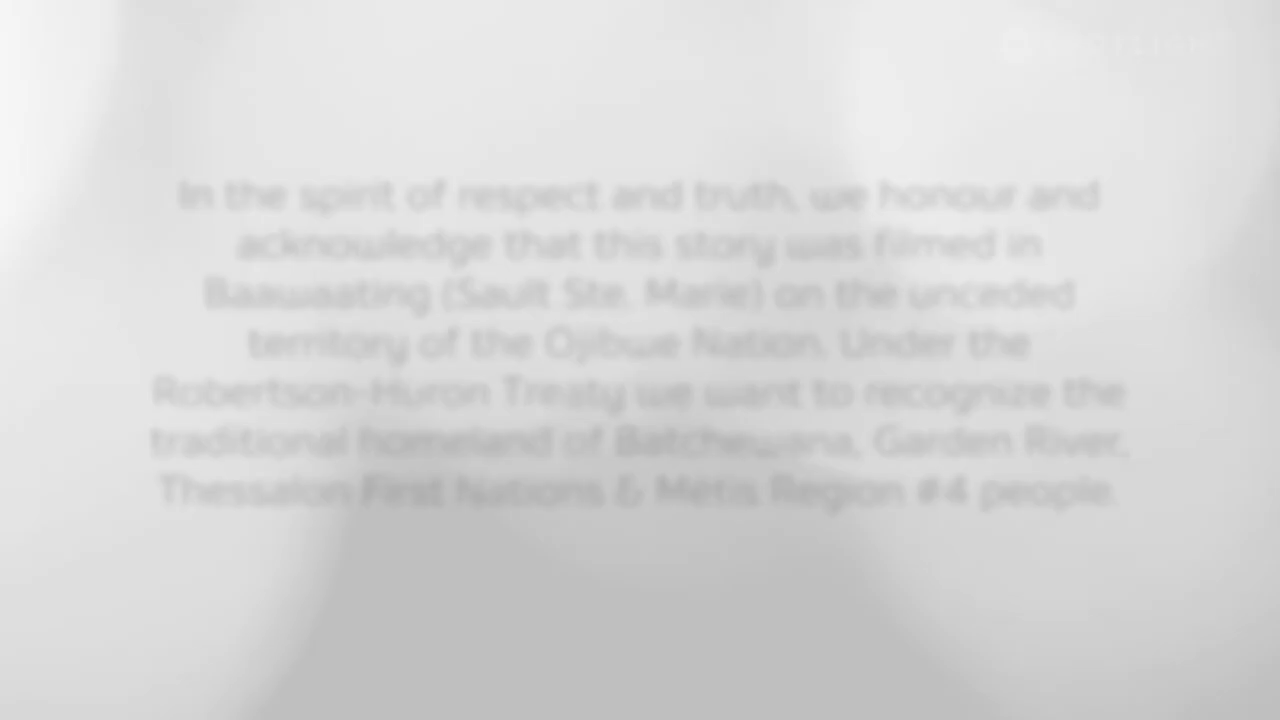 In the spirit of respect and truth, we honour and
acknowledge that this story was filmed in
Baawaating (Sault Ste. Marie) on the unceded
territory of the Ojibwe Nation. Under the
Robertson-Huron Treaty we want to recognize the
traditional homeland of Batchewana, Garden River,
Thessalon First Nations & Métis Region #4 people.